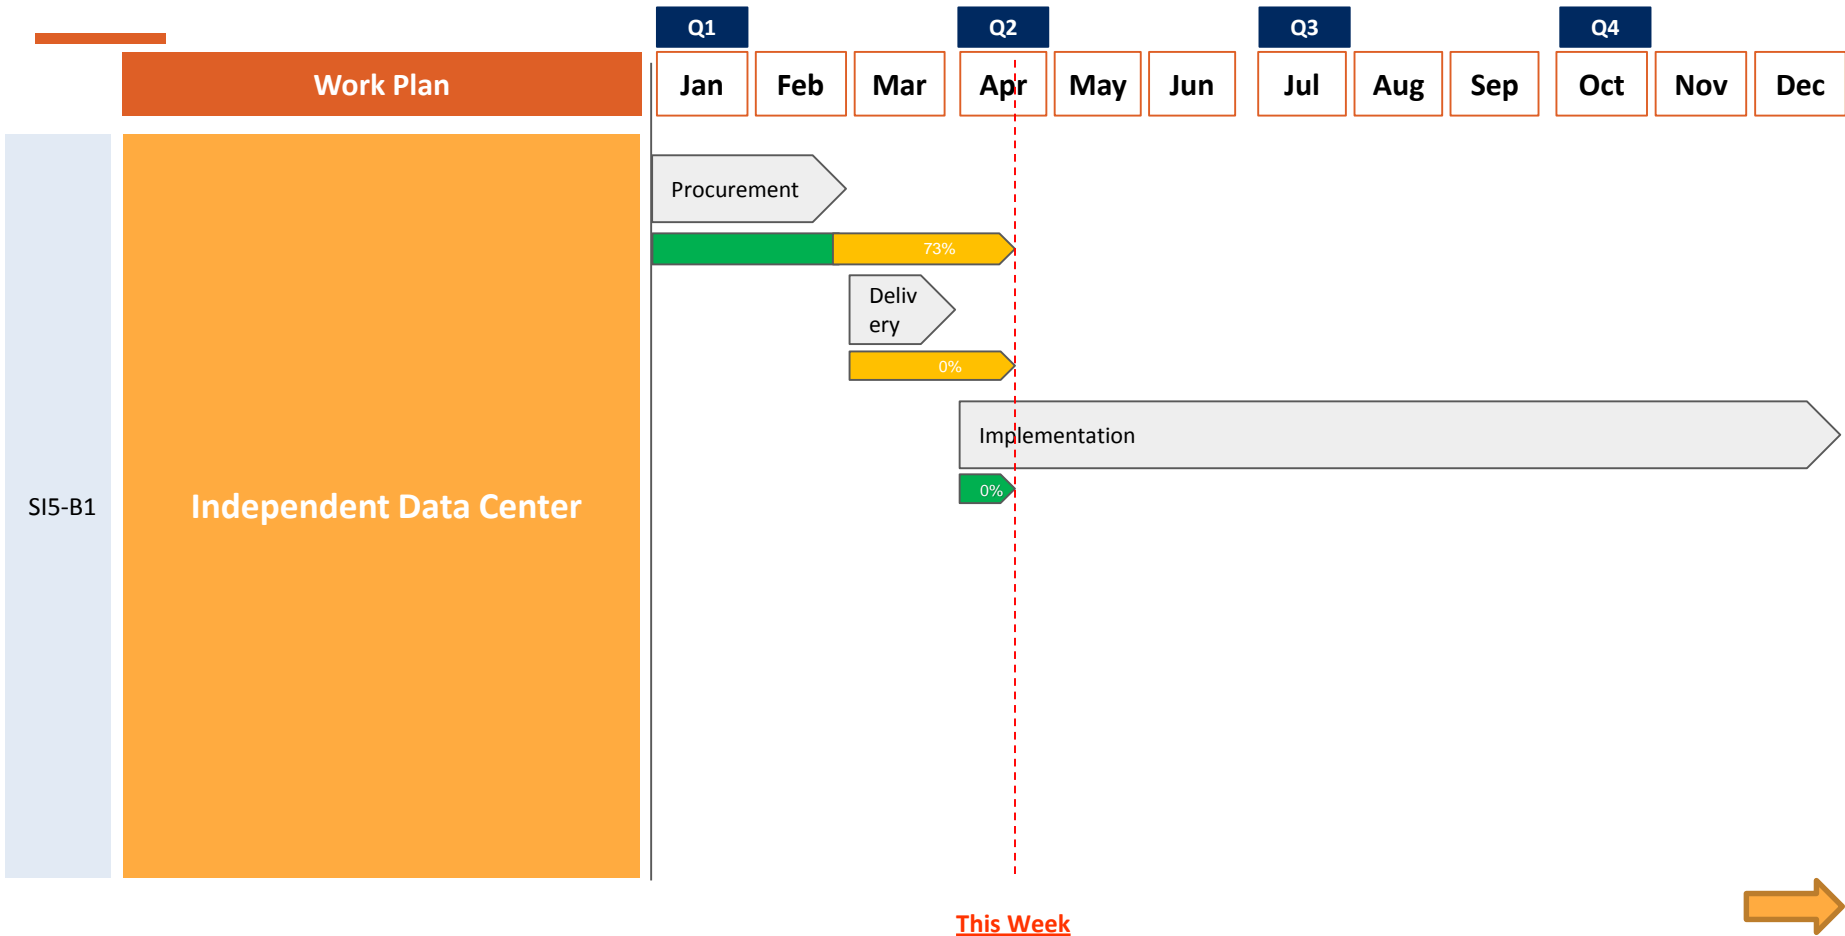 Q1
Q2
Q3
Q4
Work Plan
Jan
Feb
Mar
Apr
May
Jun
Jul
Aug
Sep
Oct
Nov
Dec
Procurement
73%
Deliv
ery
0%
Implementation
0%
SI5-B1
Independent Data Center
This Week